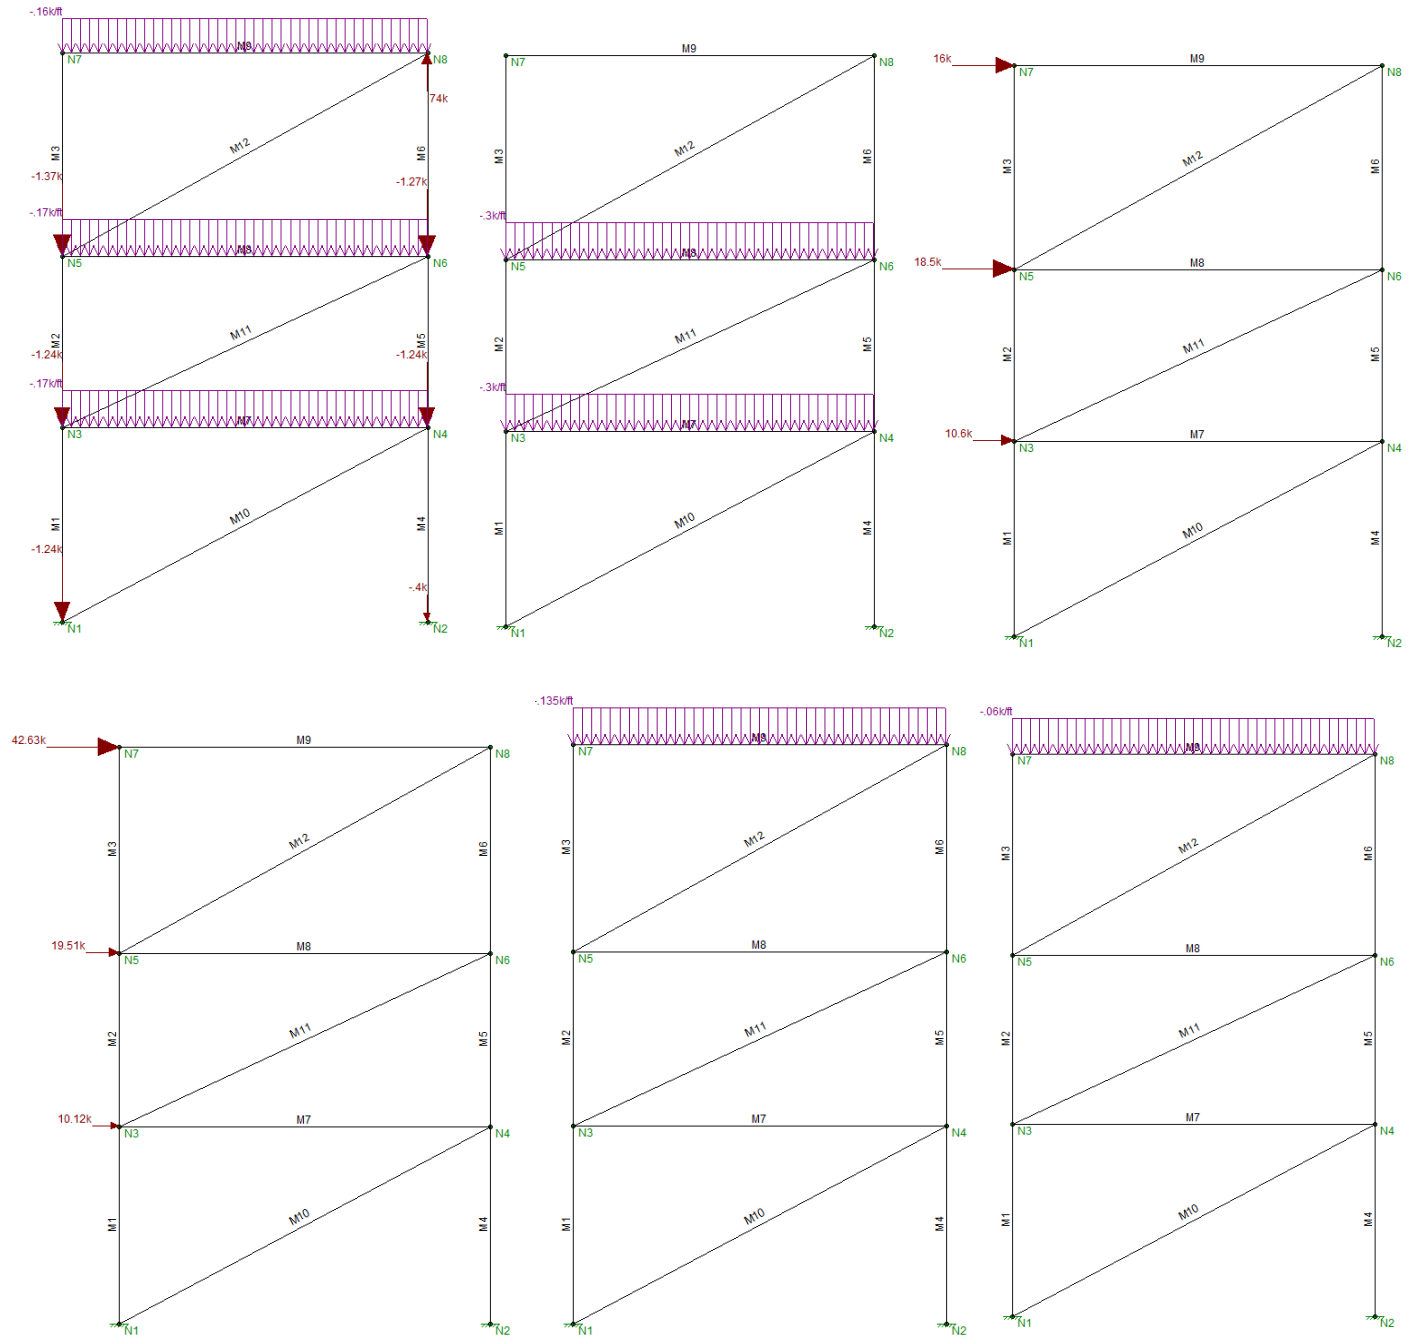 -.16k/ft
M9
N7
N8
74k
M12
M3
M6
-1.37k
-1.27k
-.17k/ft
M8
N5
N6
M11
M2
M5
-1.24k
-1.24k
-.17k/ft
M7
N3
N4
M10
M1
M4
-1.24k
-.4k
N1
N2
M9
N7
N8
M12
M3
M6
-.3k/ft
M8
N5
N6
M11
M2
M5
-.3k/ft
M7
N3
N4
M10
M1
M4
N1
N2
16k
M9
N7
N8
M12
M3
M6
18.5k
M8
N5
N6
M11
M2
M5
10.6k
M7
N3
N4
M10
M1
M4
N1
N2
42.63k
M9
N7
N8
M12
M3
M6
19.51k
M8
N5
N6
M11
M2
M5
10.12k
M7
N3
N4
M10
M1
M4
N1
N2
-.135k/ft
M9
N7
N8
M12
M3
M6
M8
N5
N6
M11
M2
M5
M7
N3
N4
M10
M1
M4
N1
N2
-.06k/ft
M9
N7
N8
M12
M3
M6
M8
N5
N6
M11
M2
M5
M7
N3
N4
M10
M1
M4
N1
N2